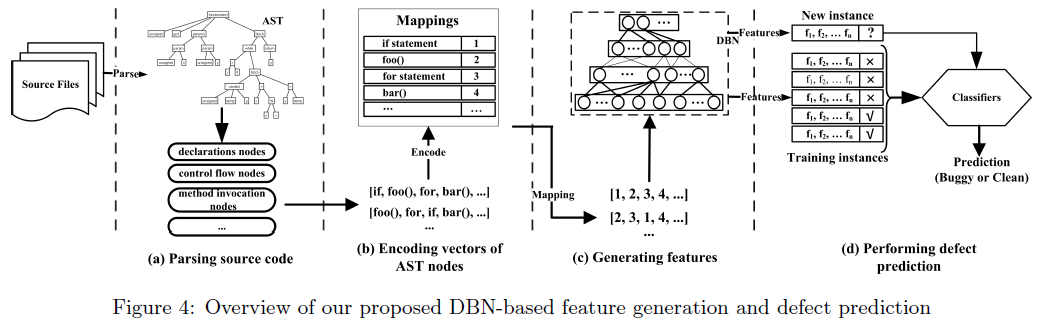 Source Files
Parse
AST
declarations nodes
control flow nodes
method invocation
nodes
...
(a) Parsing source code
Mappings
if statement 1
foo() 2
for statement 3
bar() 4
... ...
Encode
[if, foo(), for, bar(), ...]
[foo(), for, if, bar(), ...]
...
(b) Encoding vectors of
AST nodes
Mapping
...
... ...
... ...
... ...
DBN
[1, 2, 3, 4, ...]
[2, 3, 1, 4, ...]
...
(c) Generating features
Features
Features
New instance
f1, f2, ... fn ?
f1, f2, ... fn ×
f1, f2, ... fn ×
f1, f2, ... fn ×
f1, f2, ... fn √
f1, f2, ... fn √
Training instances
Classifiers
Prediction
(Buggy or Clean)
(d) Performing defect
prediction
Figure 4: Overview of our proposed DBN-based feature generation and defect prediction